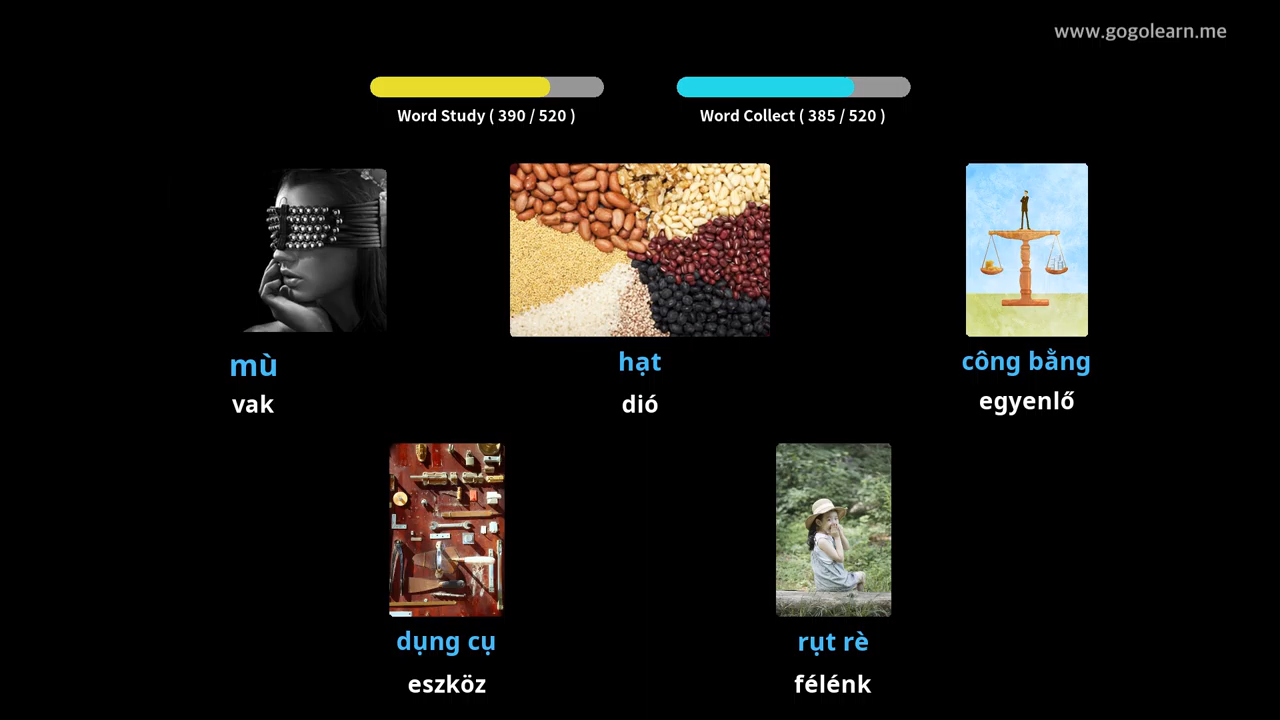 www.gogolearn.me
Word Study ( 390 / 520 )
Word Collect ( 385 / 520 )
mù
vak
hạt
dió
công bằng
egyenlő
dụng cụ
eszköz
rụt rè
félénk